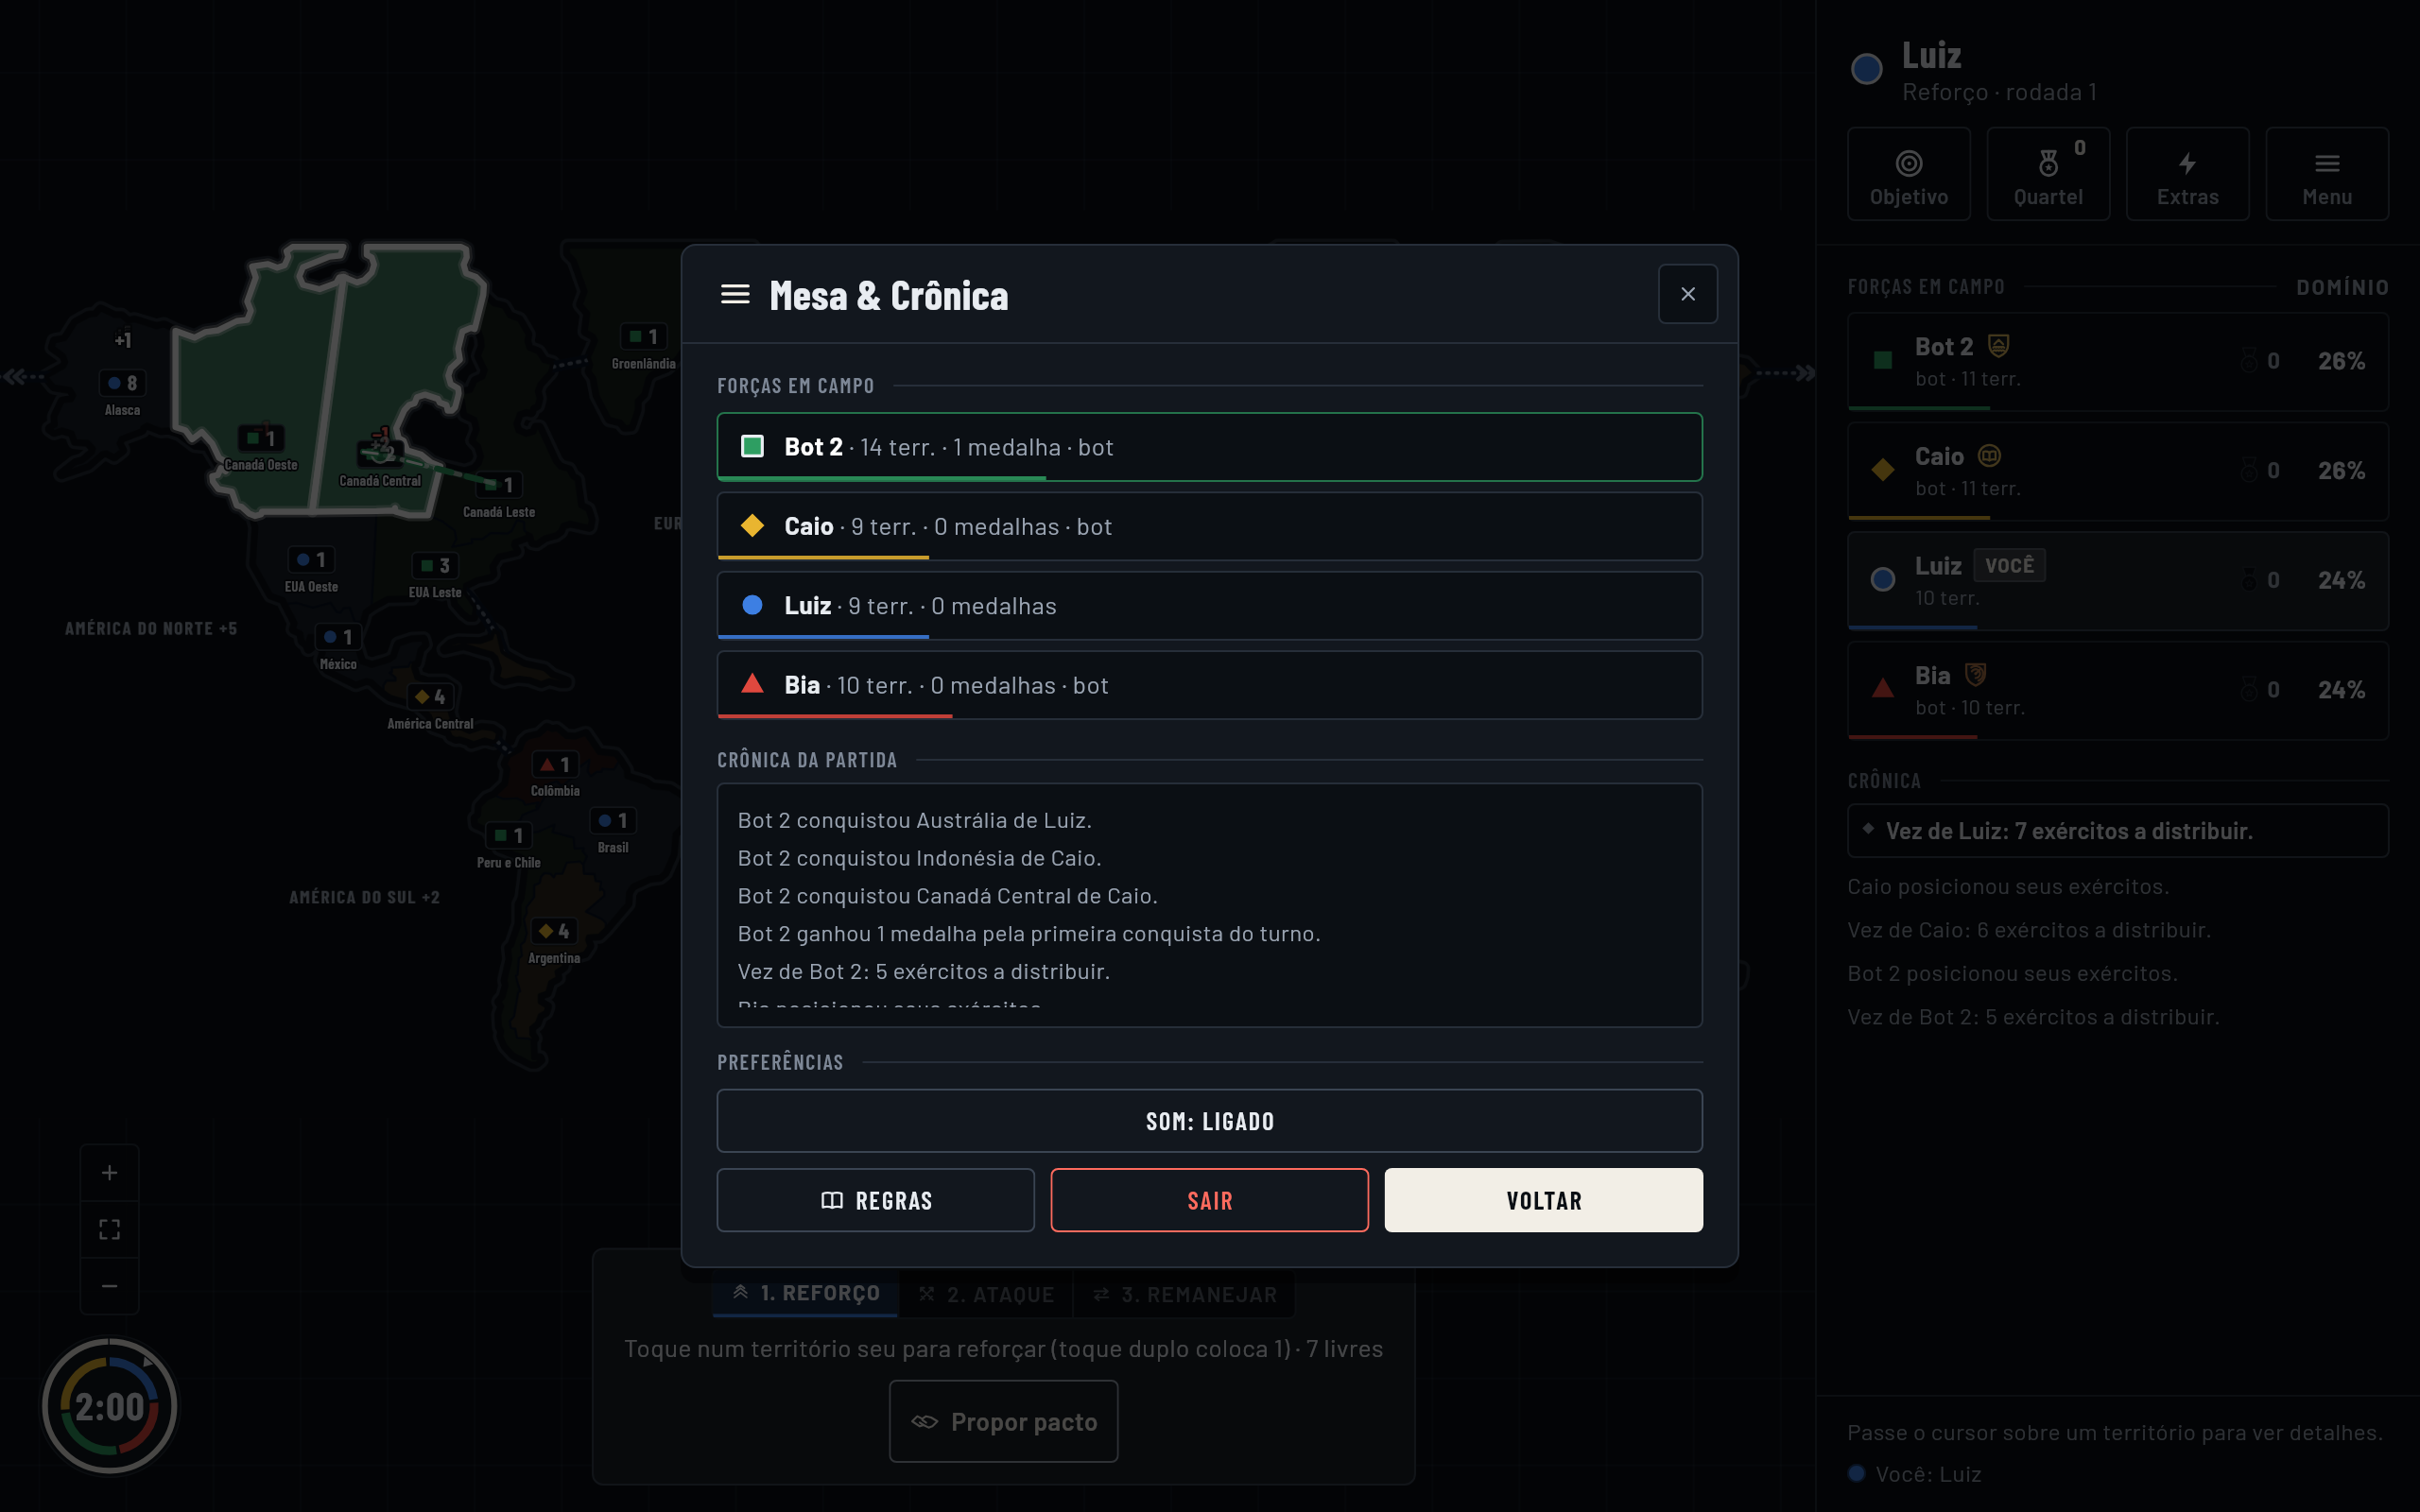 Luiz
Reforço · rodada 1
Objetivo
0
Quartel
Extras
Menu
FORÇAS EM CAMPO
DOMÍNIO
Bot 2
bot · 11 terr.
0
26%
Caio
bot · 11 terr.
0
26%
Luiz VOCÊ
10 terr.
0
24%
Bia
bot · 10 terr.
0
24%
CRÔNICA
Vez de Luiz: 7 exércitos a distribuir.
Caio posicionou seus exércitos.
Vez de Caio: 6 exércitos a distribuir.
Bot 2 posicionou seus exércitos.
Vez de Bot 2: 5 exércitos a distribuir.
Passe o cursor sobre um território para ver detalhes.
Você: Luiz
Mesa & Crônica
FORÇAS EM CAMPO
Bot 2 · 14 terr. · 1 medalha · bot
Caio · 9 terr. · 0 medalhas · bot
Luiz · 9 terr. · 0 medalhas
Bia · 10 terr. · 0 medalhas · bot
CRÔNICA DA PARTIDA
Bot 2 conquistou Austrália de Luiz.
Bot 2 conquistou Indonésia de Caio.
Bot 2 conquistou Canadá Central de Caio.
Bot 2 ganhou 1 medalha pela primeira conquista do turno.
Vez de Bot 2: 5 exércitos a distribuir.
Bia posicionou seus exércitos.
PREFERÊNCIAS
SOM: LIGADO
REGRAS
SAIR
VOLTAR
+1
8
Alasca
1
Canadá Oeste
Canadá Central
1
Canadá Leste
1
Groenlândia
EUR
1
EUA Oeste
3
EUA Leste
AMÉRICA DO NORTE +5
1
México
4
América Central
1
Colômbia
1
Brasil
1
Peru e Chile
AMÉRICA DO SUL +2
4
Argentina
+
−
2:00
1. REFORÇO
2. ATAQUE
3. REMANEJAR
Toque num território seu para reforçar (toque duplo coloca 1) · 7 livres
Propor pacto